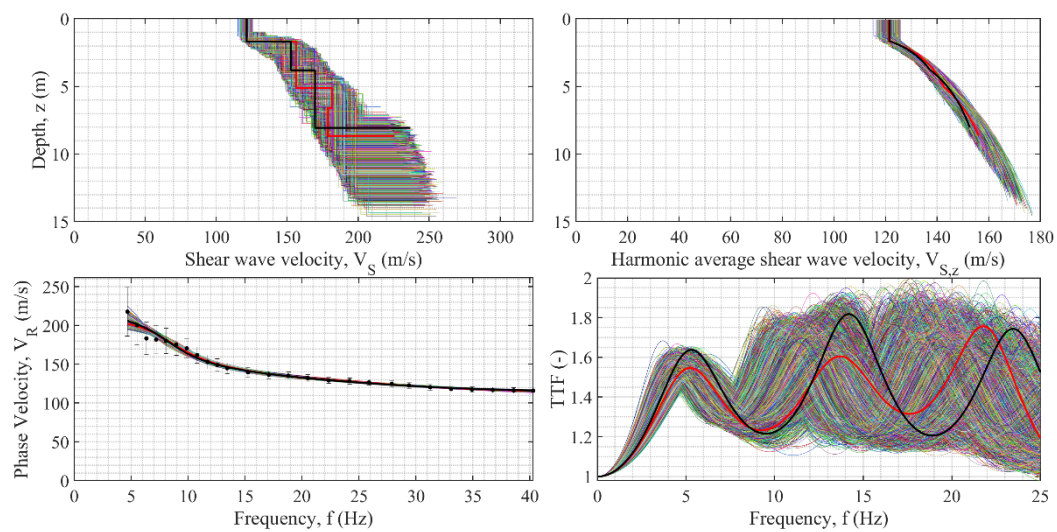 0
5
10
15
Depth, z (m)
0 50 100 150 200 250 300
Shear wave velocity, V_S (m/s)
0
5
10
15
0 20 40 60 80 100 120 140 160 180
Harmonic average shear wave velocity, V_S,z (m/s)
250
200
150
100
50
0
Phase Velocity, V_R (m/s)
0 5 10 15 20 25 30 35 40
Frequency, f (Hz)
2
1.8
1.6
1.4
1.2
1
TTF (-)
0 5 10 15 20 25
Frequency, f (Hz)